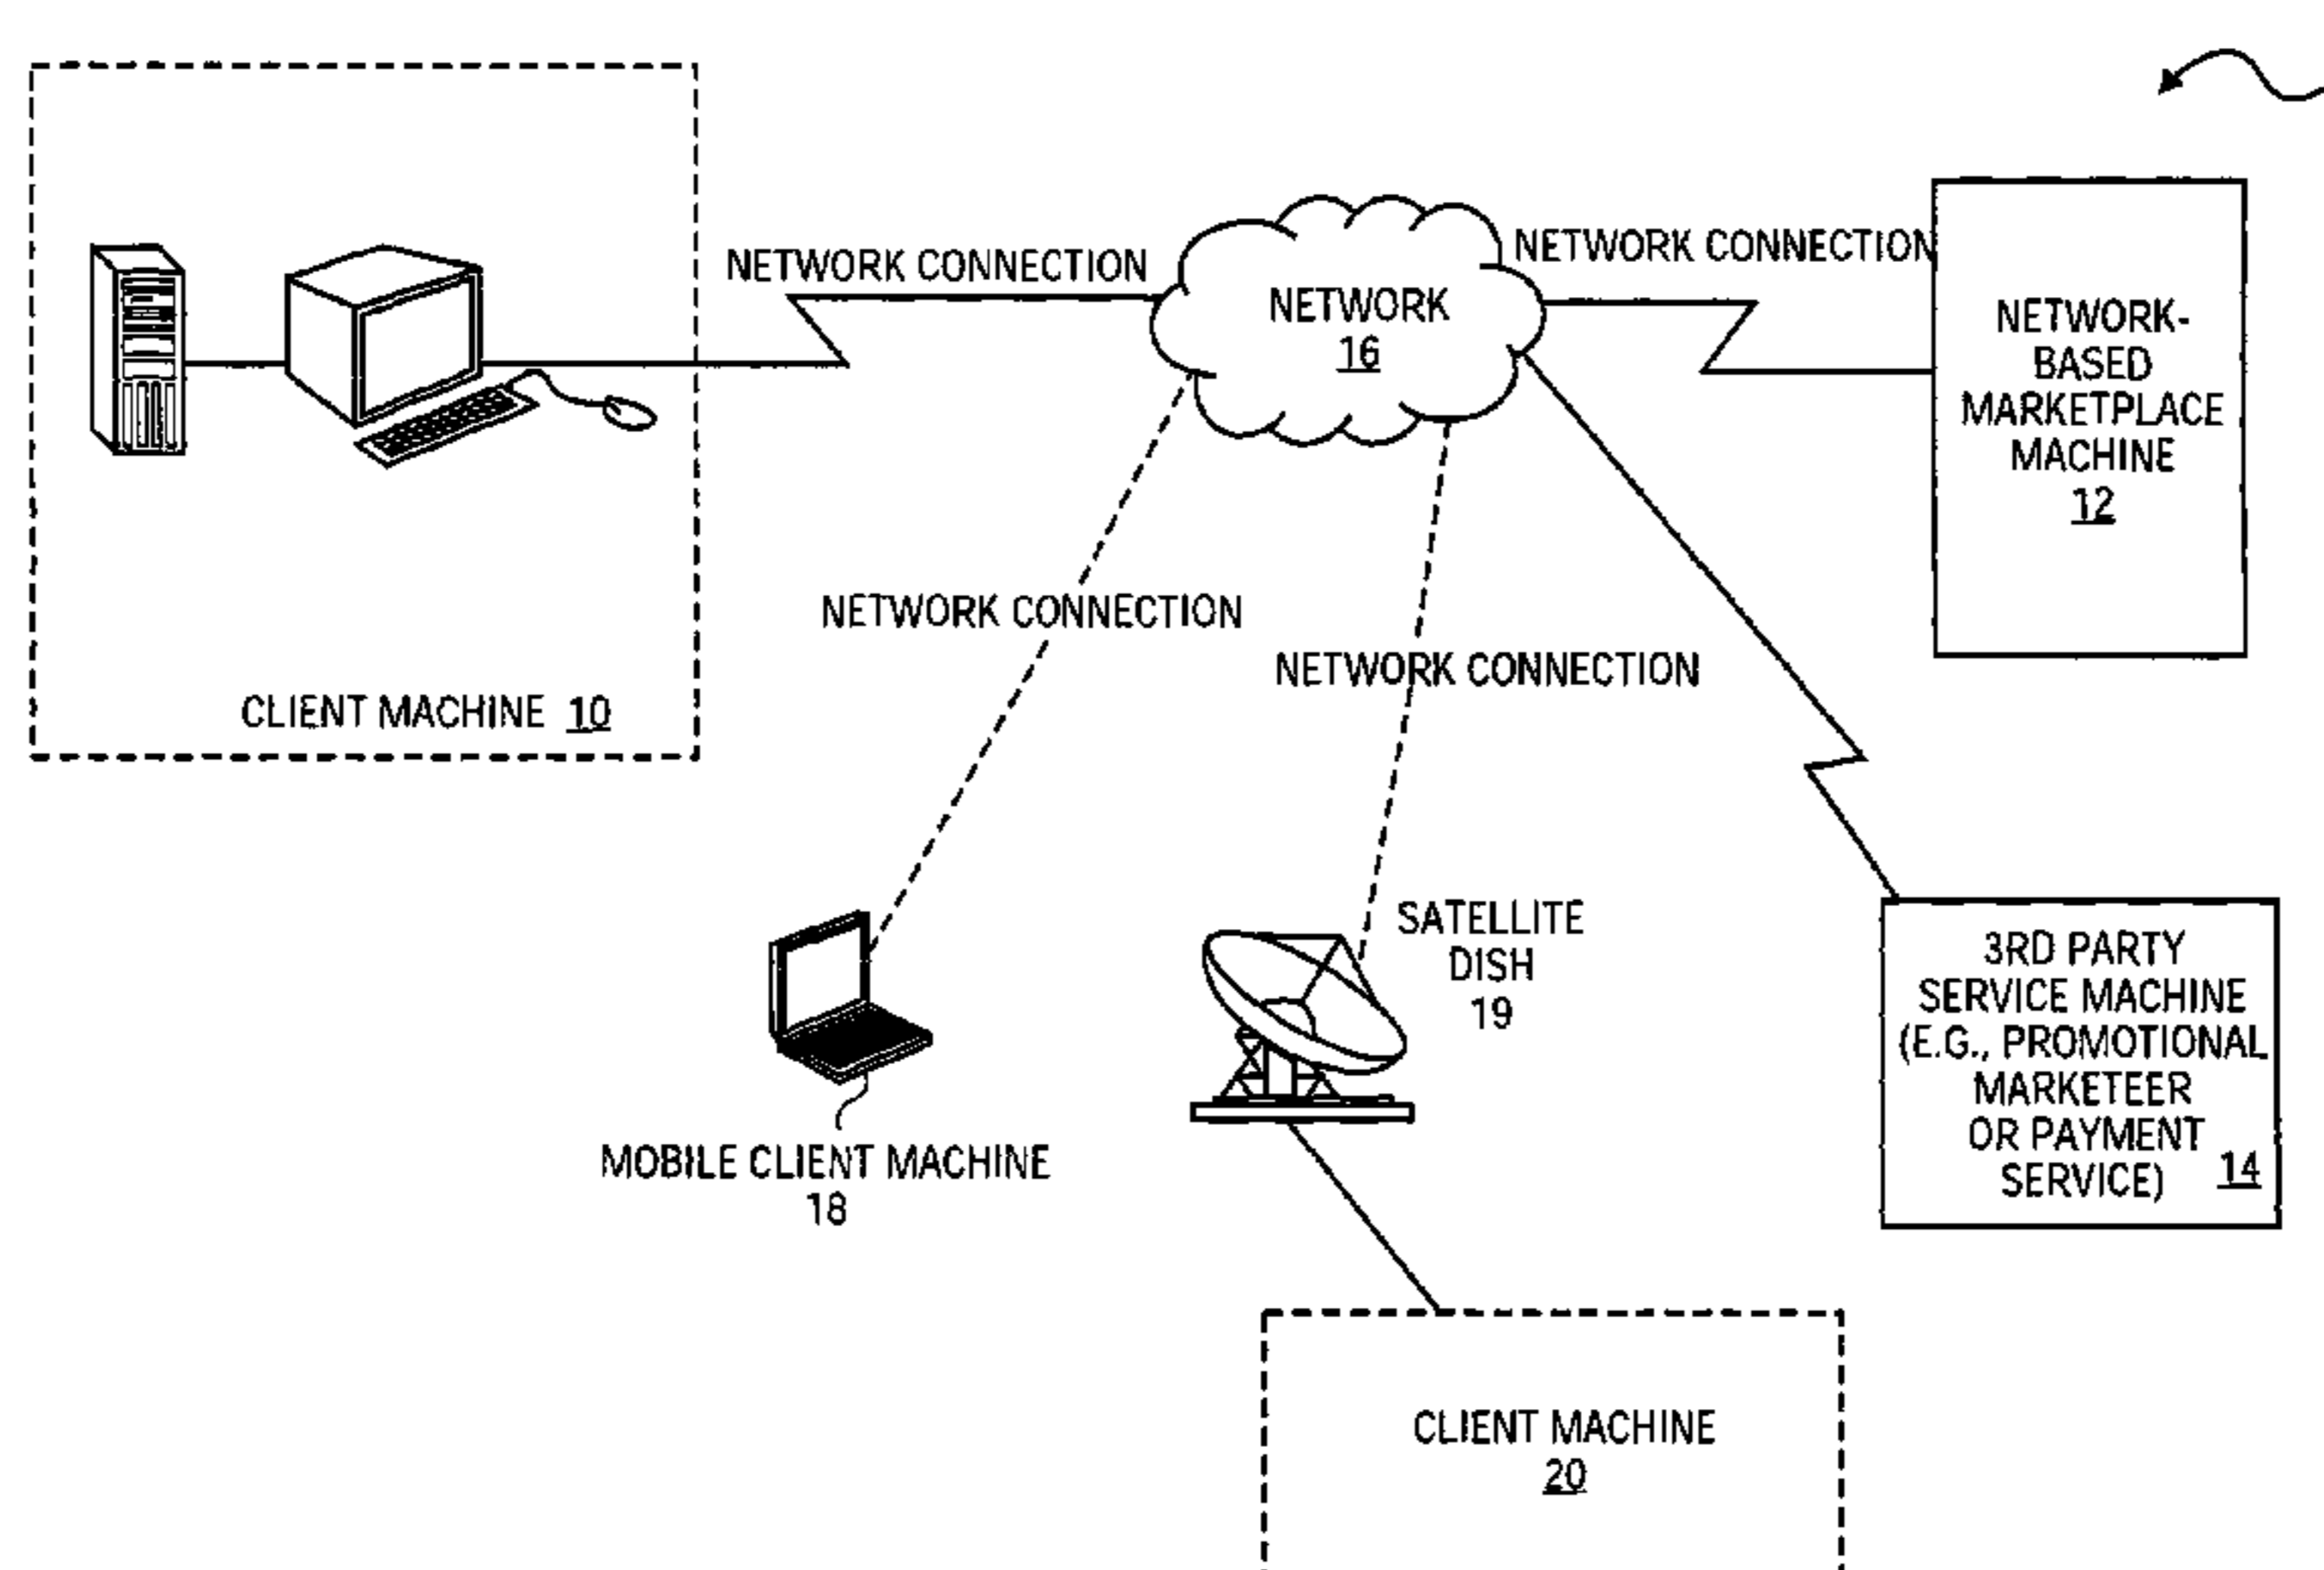 NETWORK CONNECTION
NETWORK
16
NETWORK CONNECTION
NETWORK-
BASED
MARKETPLACE
MACHINE
12
CLIENT MACHINE 10
NETWORK CONNECTION
NETWORK CONNECTION
MOBILE CLIENT MACHINE
18
SATELLITE
DISH
19
3RD PARTY
SERVICE MACHINE
(E.G., PROMOTIONAL
MARKETEER
OR PAYMENT
SERVICE) 14
CLIENT MACHINE
20